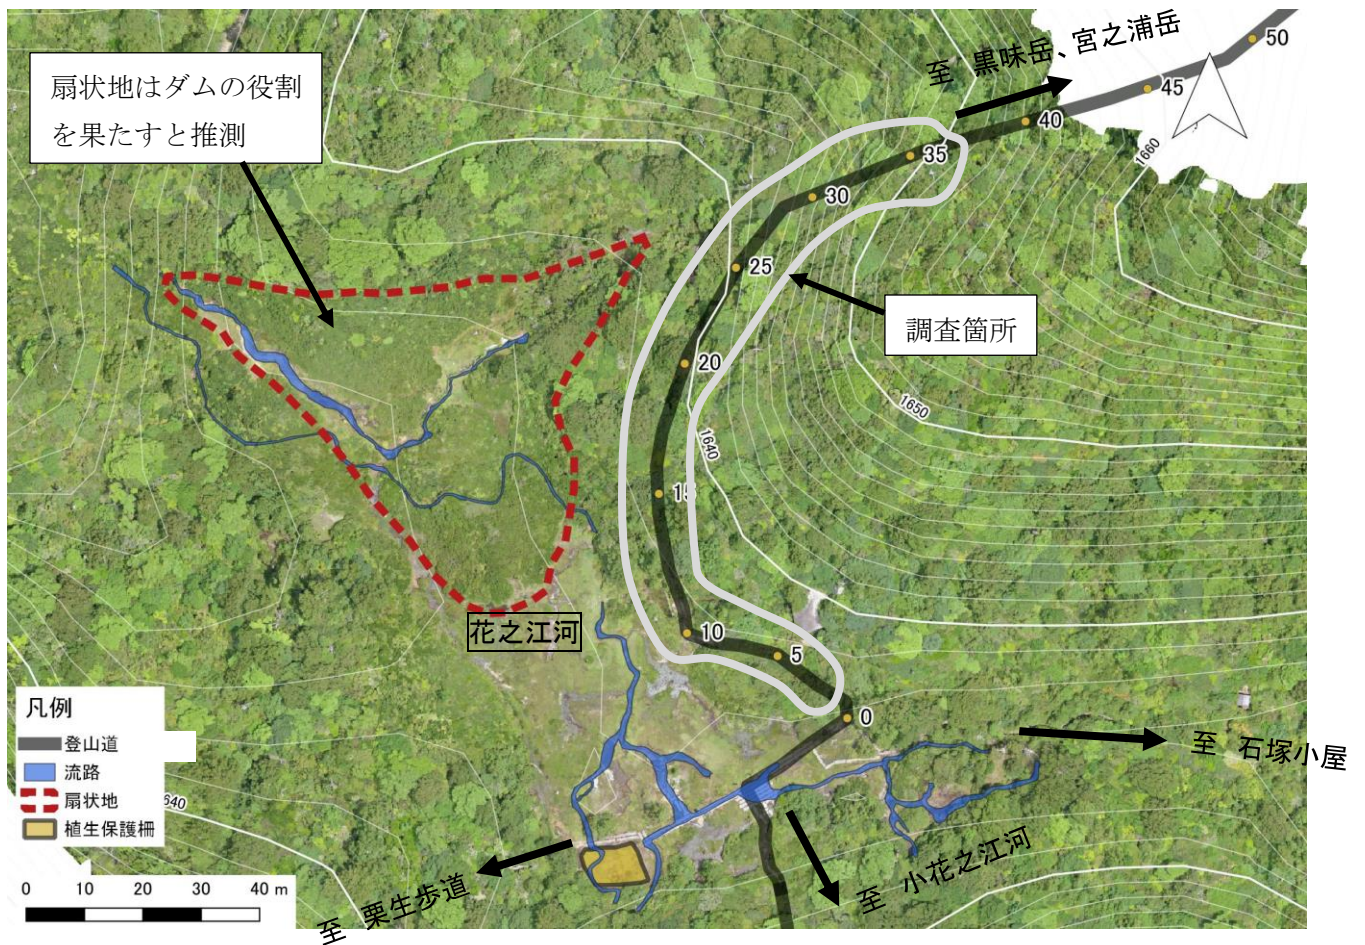 至 黒味岳、宮之浦岳
50
45
40
35
30
25
20
15
10
5
0
扇状地はダムの役割
を果たすと推測
調査箇所
1660
1650
1640
花之江河
凡例
登山道
流路
扇状地
植生保護柵
640
0 10 20 30 40 m
至 石塚小屋
至 小花之江河
至 栗生歩道